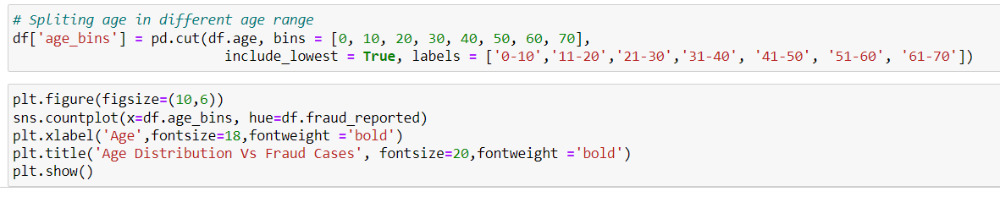 # Spliting age in different age range
df['age_bins'] = pd.cut(df.age, bins = [0, 10, 20, 30, 40, 50, 60, 70],
include_lowest = True, labels = ['0-10','11-20','21-30','31-40', '41-50', '51-60', '61-70'])
plt.figure(figsize=(10,6))
sns.countplot(x=df.age_bins, hue=df.fraud_reported)
plt.xlabel('Age',fontsize=18,fontweight ='bold')
plt.title('Age Distribution Vs Fraud Cases', fontsize=20,fontweight ='bold')
plt.show()